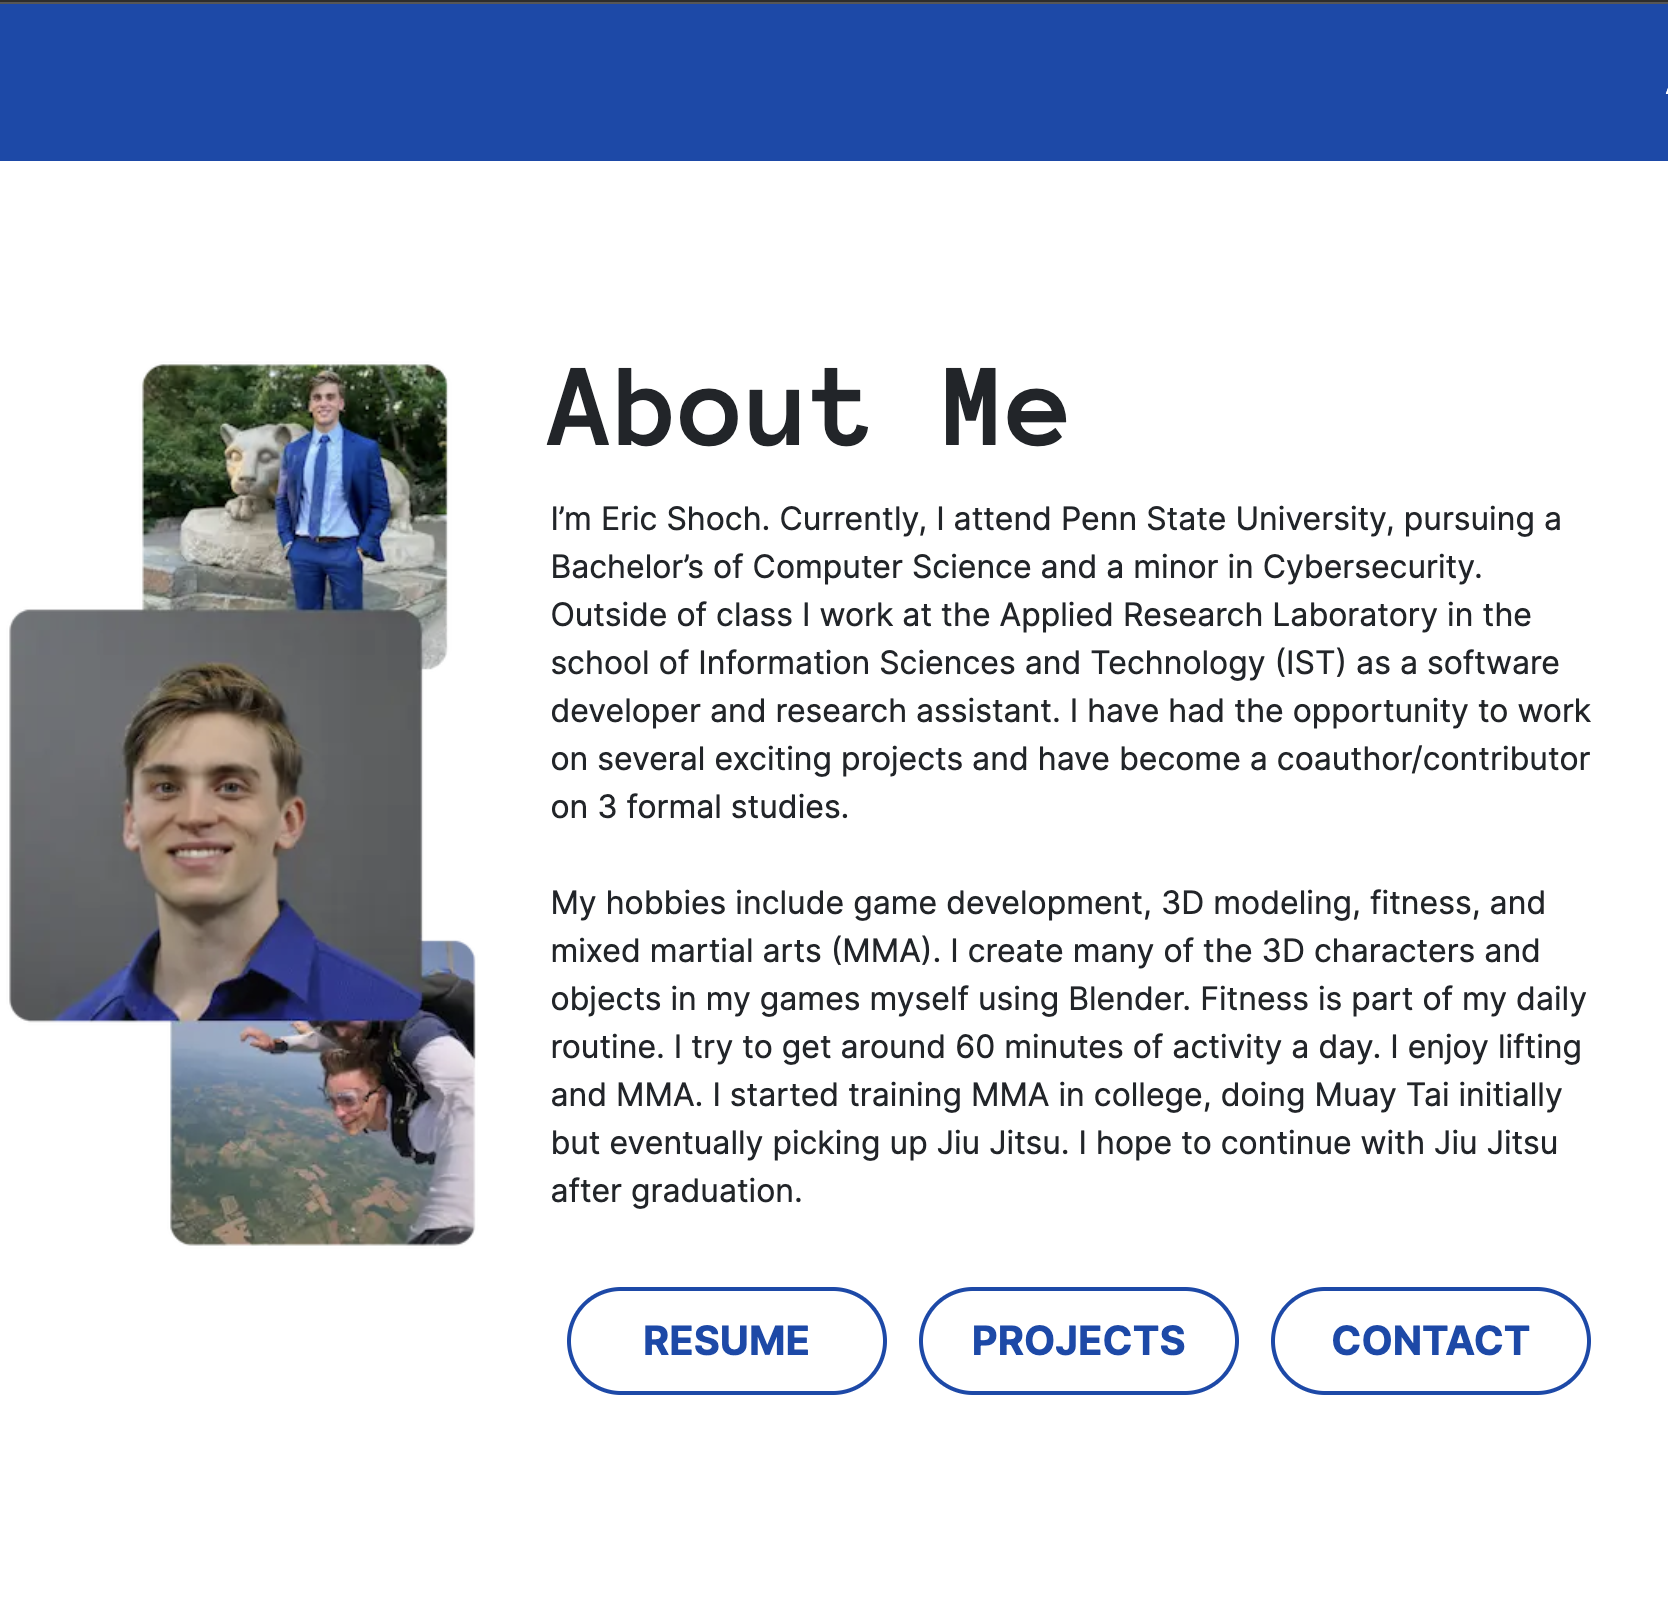 About Me
I’m Eric Shoch. Currently, I attend Penn State University, pursuing a
Bachelor’s of Computer Science and a minor in Cybersecurity.
Outside of class I work at the Applied Research Laboratory in the
school of Information Sciences and Technology (IST) as a software
developer and research assistant. I have had the opportunity to work
on several exciting projects and have become a coauthor/contributor
on 3 formal studies.
My hobbies include game development, 3D modeling, fitness, and
mixed martial arts (MMA). I create many of the 3D characters and
objects in my games myself using Blender. Fitness is part of my daily
routine. I try to get around 60 minutes of activity a day. I enjoy lifting
and MMA. I started training MMA in college, doing Muay Tai initially
but eventually picking up Jiu Jitsu. I hope to continue with Jiu Jitsu
after graduation.
RESUME
PROJECTS
CONTACT